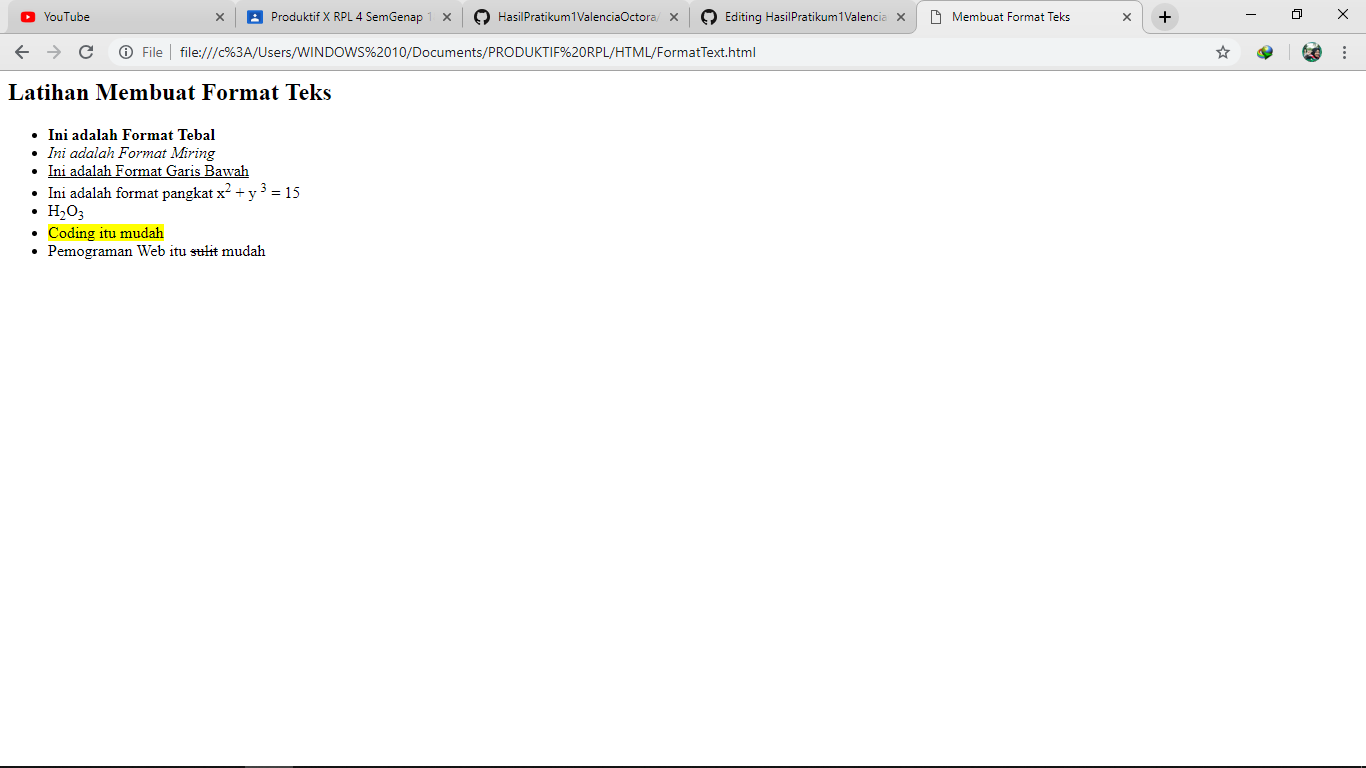 YouTube
Produktif X RPL 4 SemGenap 1
HasilPratikum1ValenciaOctora
Editing HasilPratikum1Valencia
Membuat Format Teks
File
file:///c%3A/Users/WINDOWS%2010/Documents/PRODUKTIF%20RPL/HTML/FormatText.html
Latihan Membuat Format Teks
• Ini adalah Format Tebal
• Ini adalah Format Miring
• Ini adalah Format Garis Bawah
• Ini adalah format pangkat x² + y ³ = 15
• H₂O₃
• Coding itu mudah
• Pemograman Web itu sulit mudah